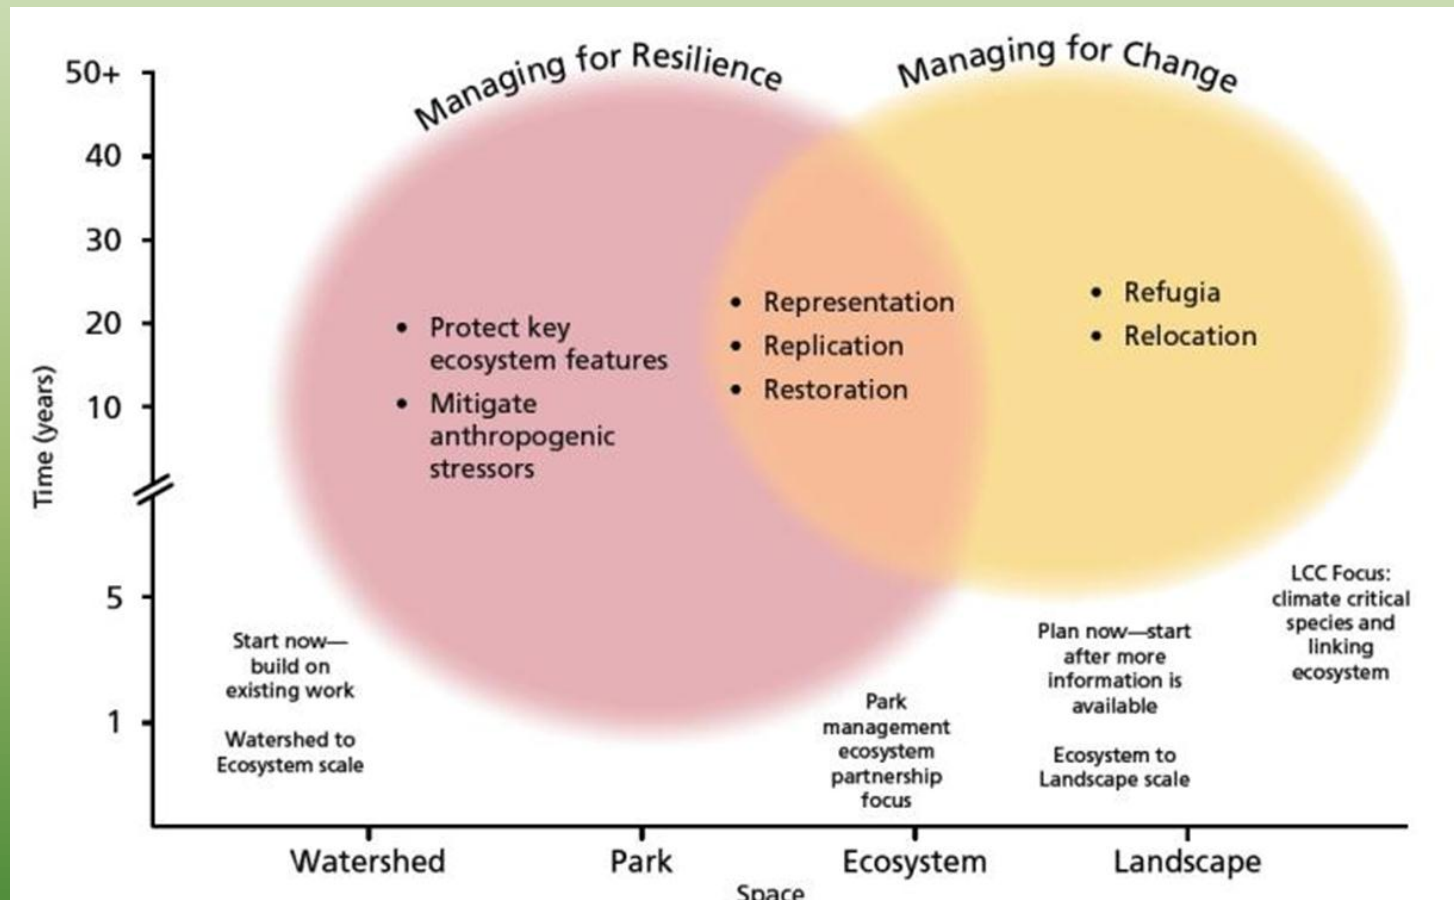 Managing for Resilience
Managing for Change
50+
40
30
20
10
5
1
Time (years)
• Protect key
ecosystem features
• Mitigate
anthropogenic
stressors
• Representation
• Replication
• Restoration
• Refugia
• Relocation
Start now—
build on
existing work
Watershed to
Ecosystem scale
Park
management
ecosystem
partnership
focus
Plan now—start
after more
information is
available
Ecosystem to
Landscape scale
LCC Focus:
climate critical
species and
linking
ecosystem
Watershed
Park
Ecosystem
Landscape
Space